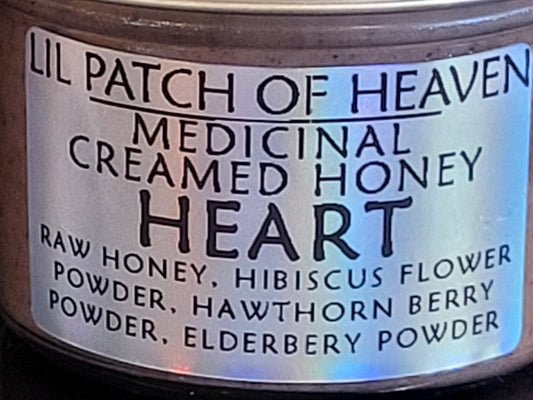 LIL PATCH OF HEAVEN
MEDICINAL
CREAMED HONEY
HEART
RAW HONEY, HIBISCUS FLOWER
POWDER, HAWTHORN BERRY
POWDER, ELDERBERY POWDER